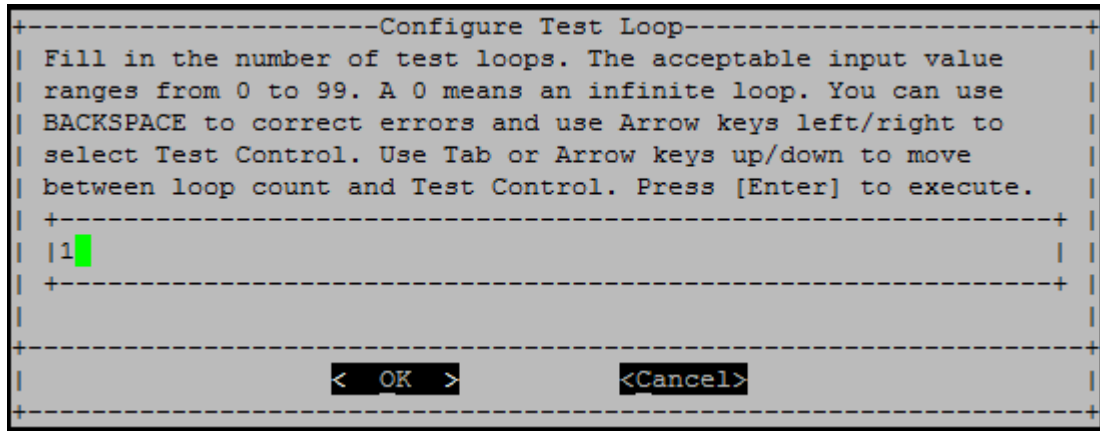 Configure Test Loop
Fill in the number of test loops. The acceptable input value
ranges from 0 to 99. A 0 means an infinite loop. You can use
BACKSPACE to correct errors and use Arrow keys left/right to
select Test Control. Use Tab or Arrow keys up/down to move
between loop count and Test Control. Press [Enter] to execute.
1
< OK > <Cancel>